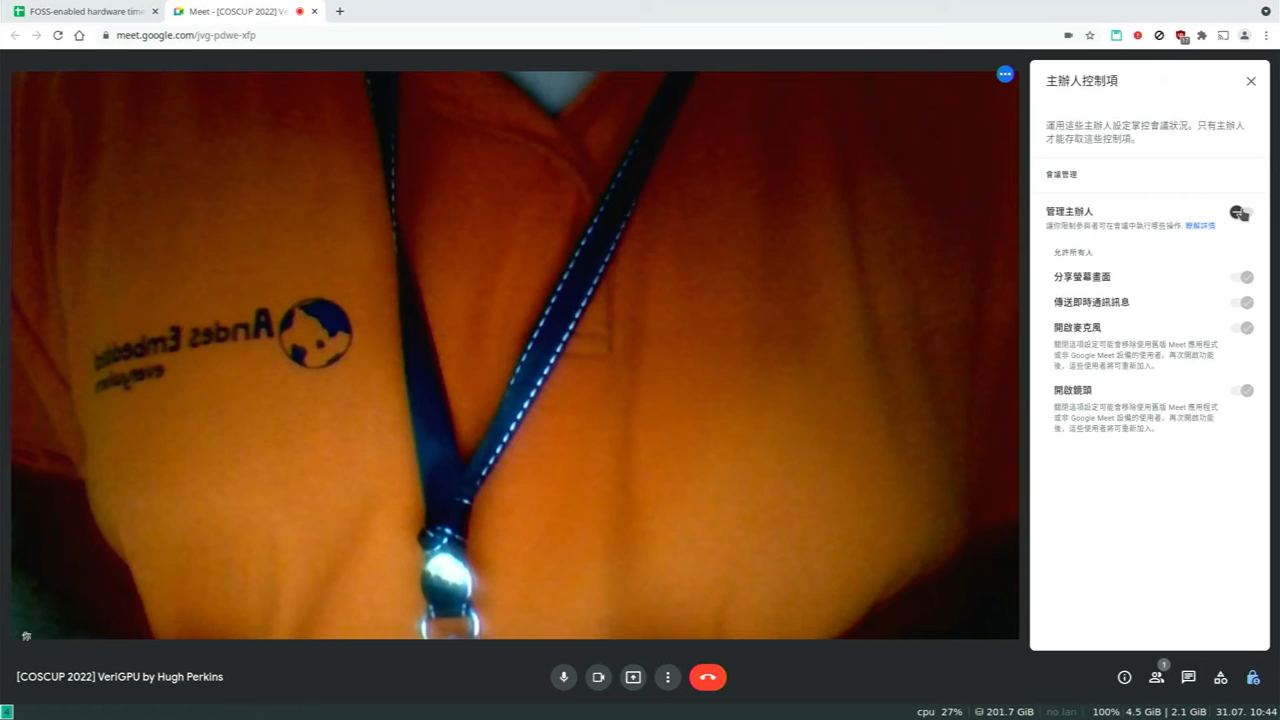 FOSS-enabled hardware time
Meet - [COSCUP 2022] Ve
meet.google.com/jvg-pdwe-xfp
主辦人控制項
運用這些主辦人設定掌控會議狀況。只有主辦人
才能存取這些控制項。
會議管理
管理主辦人
讓你限制參與者可在會議中執行哪些操作. 瞭解詳情
允許所有人
分享螢幕畫面
傳送即時通訊訊息
開啟麥克風
關閉這項設定可能會移除使用舊版 Meet 應用程式
或非 Google Meet 設備的使用者，再次開啟功能
後，這些使用者將可重新加入。
開啟鏡頭
關閉這項設定可能會移除使用舊版 Meet 應用程式
或非 Google Meet 設備的使用者，再次開啟功能
後，這些使用者將可重新加入。
Andes Embedded
everywhere
你
[COSCUP 2022] VeriGPU by Hugh Perkins
1
4
cpu 27% 201.7 GiB no lan 100% 4.5 GiB 2.1 GiB 31.07. 10:44